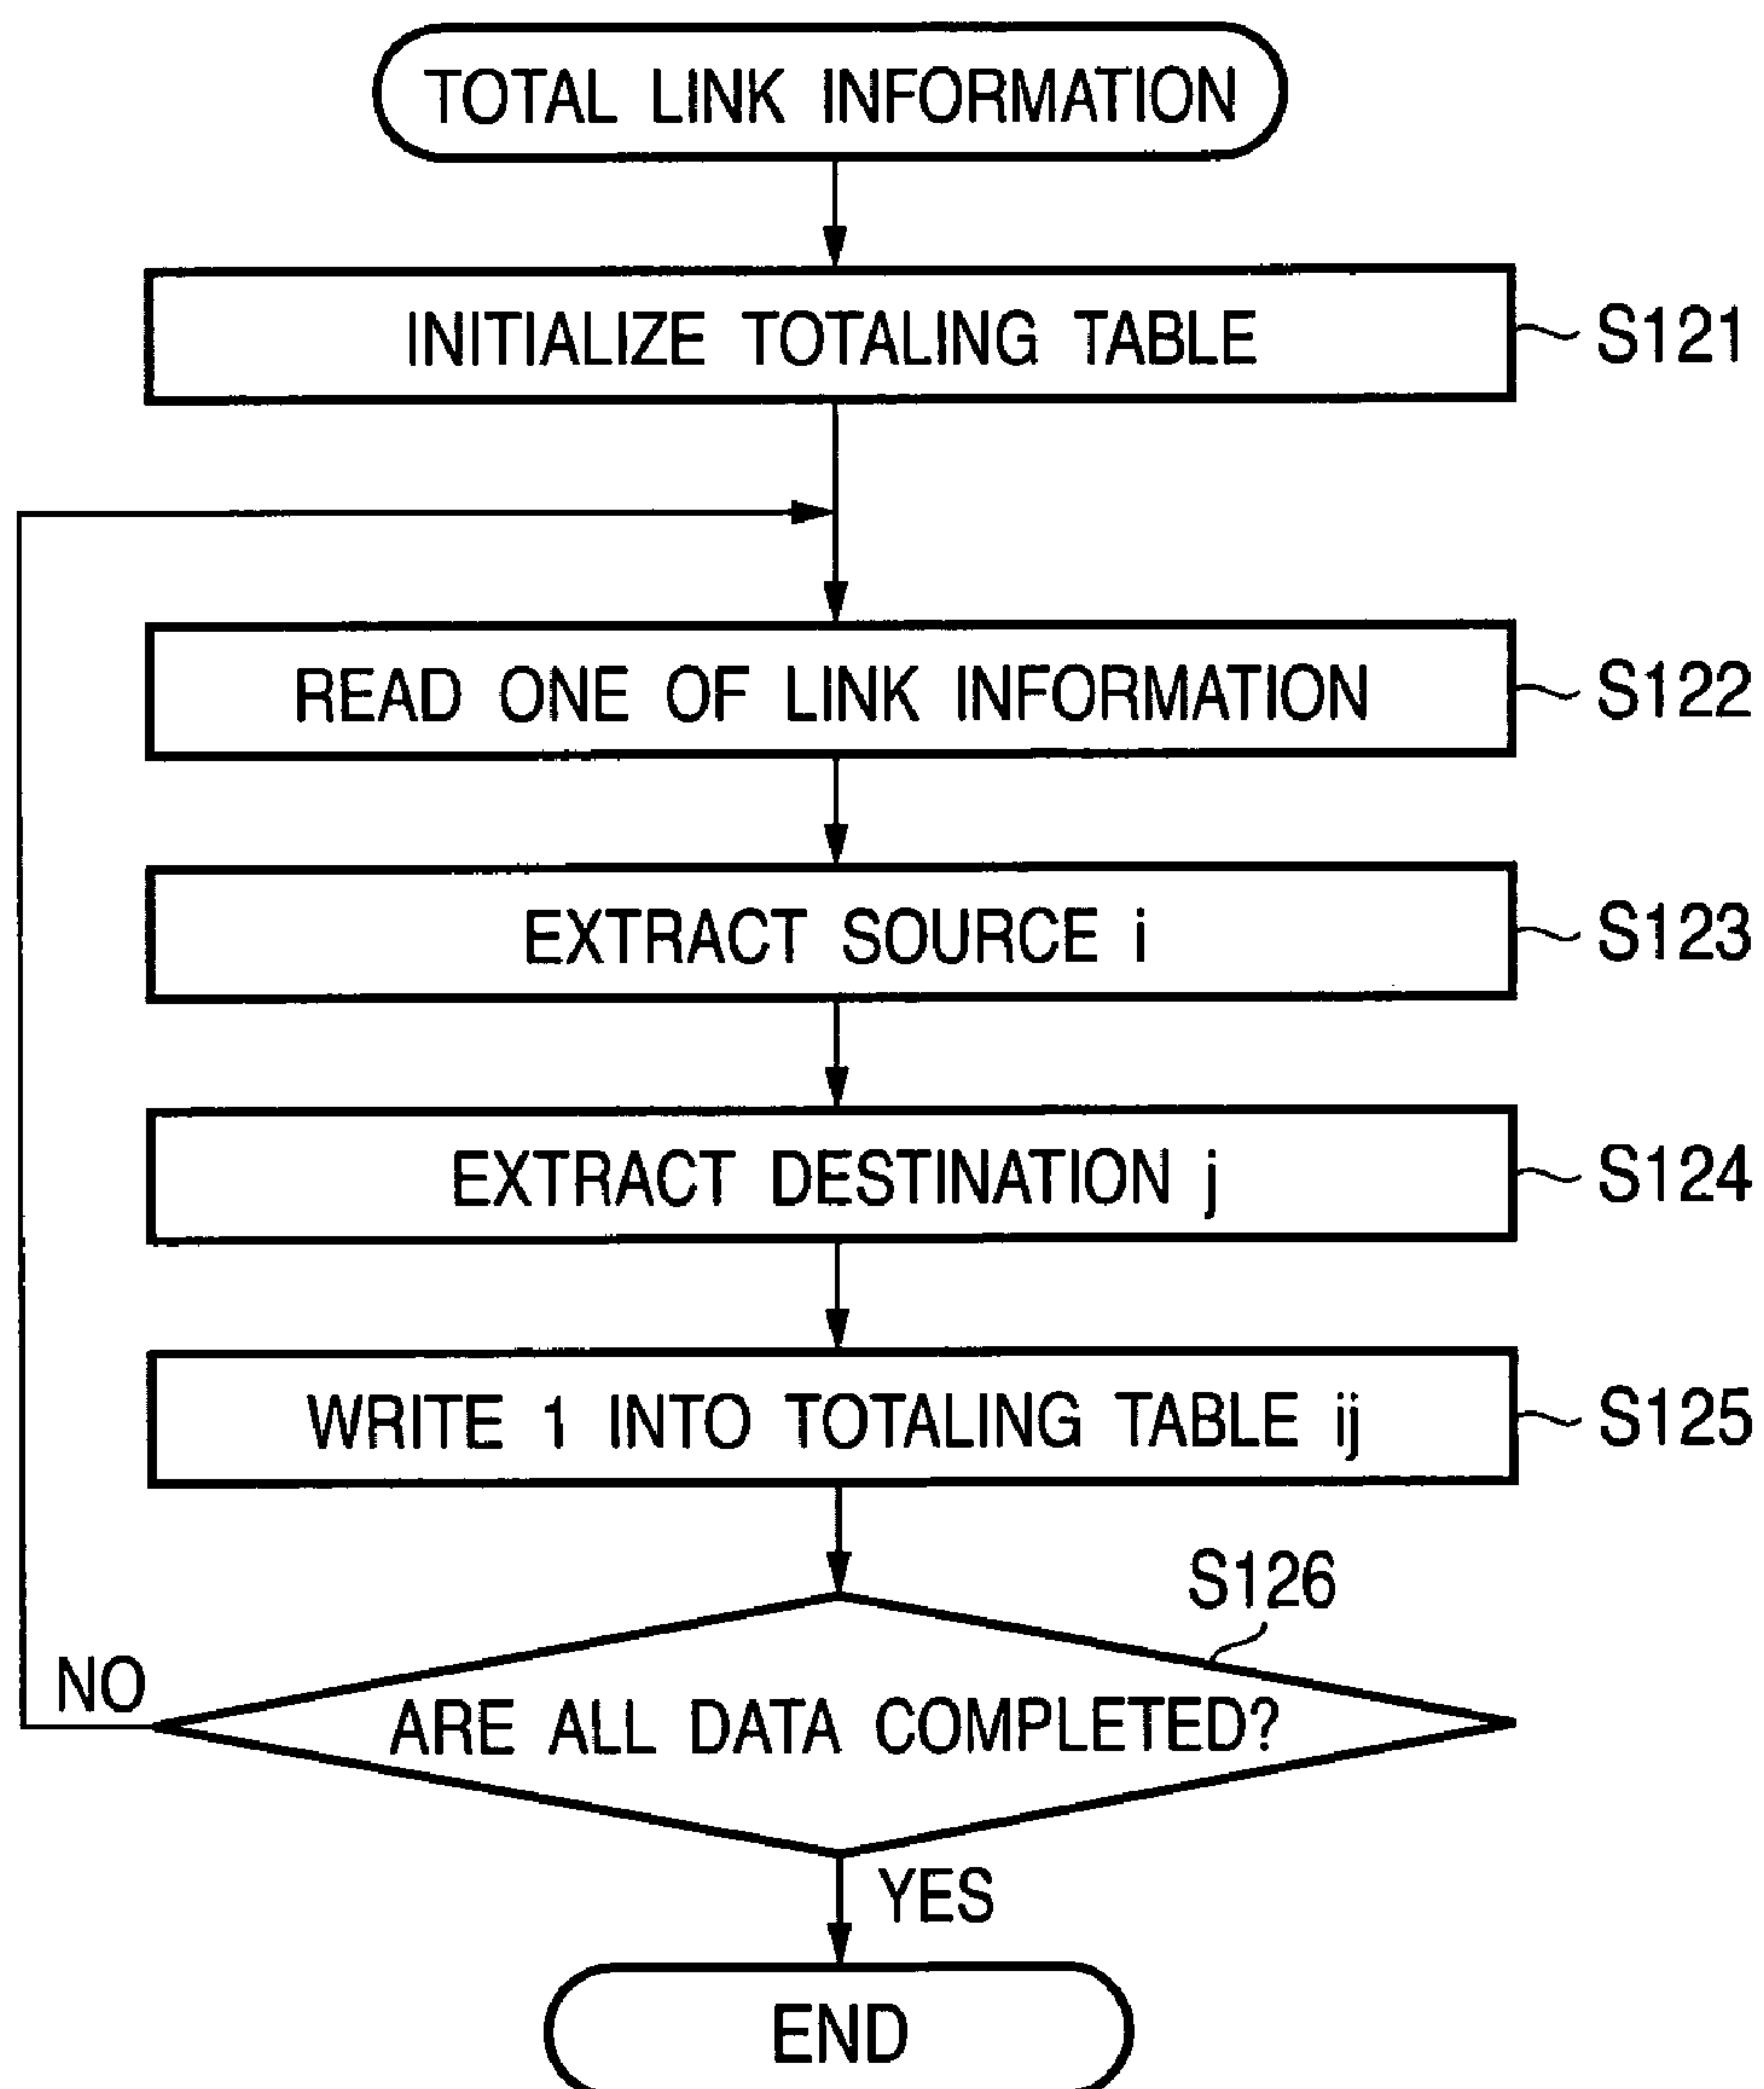 TOTAL LINK INFORMATION
INITIALIZE TOTALING TABLE
S121
READ ONE OF LINK INFORMATION
S122
EXTRACT SOURCE i
S123
EXTRACT DESTINATION j
S124
WRITE 1 INTO TOTALING TABLE ij
S125
S126
NO
ARE ALL DATA COMPLETED?
YES
END